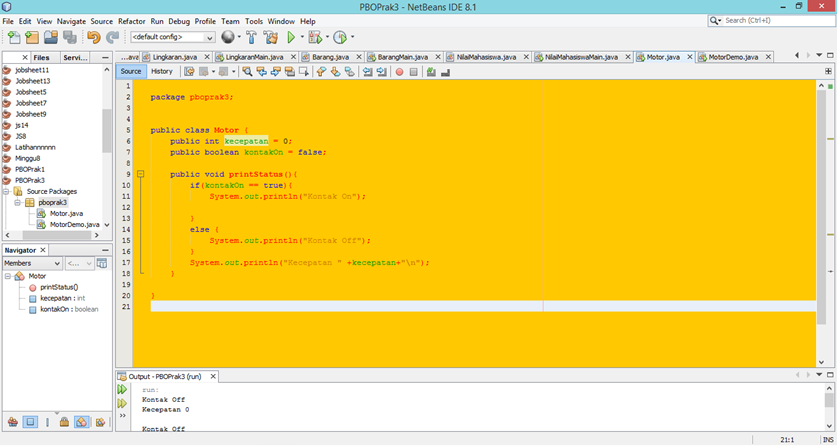 PBOPrak3 - NetBeans IDE 8.1
File Edit View Navigate Source Refactor Run Debug Profile Team Tools Window Help
<default config>
Search (Ctrl+I)
Files Servi...
...ava Lingkaran.java LingkaranMain.java Barang.java BarangMain.java NilaiMahasiswa.java NilaiMahasiswaMain.java Motor.java MotorDemo.java
Source History
jobsheet11
Jobsheet13
Jobsheet2
Jobsheet5
Jobsheet7
Jobsheet9
js14
JS8
Latihannnnn
Minggu8
PBOPrak1
PBOPrak3
Source Packages
pboprak3
Motor.java
MotorDemo.java
Navigator
Members <...
Motor
printStatus()
kecepatan : int
kontakOn : boolean
1
2 package pboprak3;
3
4
5 public class Motor {
6 public int kecepatan = 0;
7 public boolean kontakOn = false;
8
9 public void printStatus(){
10 if(kontakOn == true){
11 System.out.println("Kontak On");
12
13 }
14 else {
15 System.out.println("Kontak Off");
16 }
17 System.out.println("Kecepatan " +kecepatan+"\n");
18 }
19
20 }
21
Output - PBOPrak3 (run)
run:
Kontak Off
Kecepatan 0
Kontak Off
21:1 INS